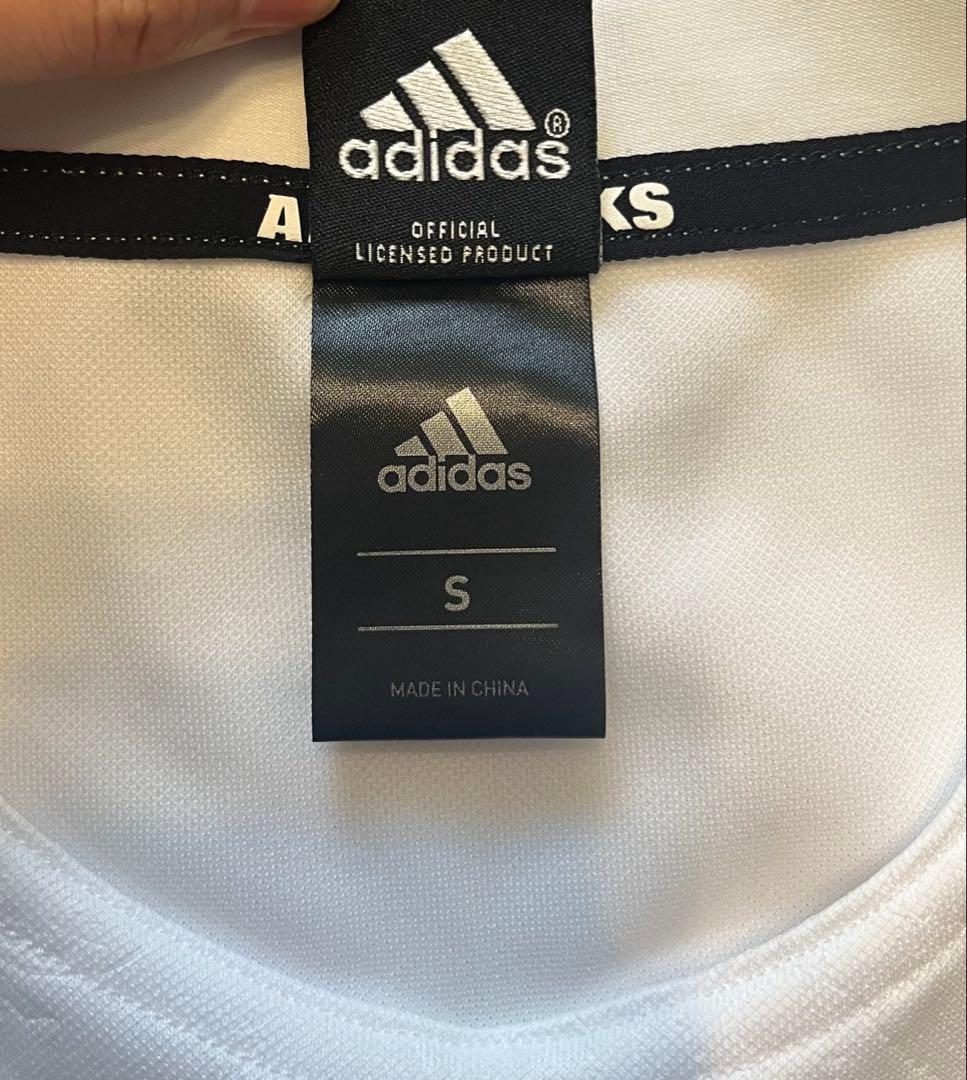 adidas®
OFFICIAL
LICENSED PRODUCT
adidas
S
MADE IN CHINA